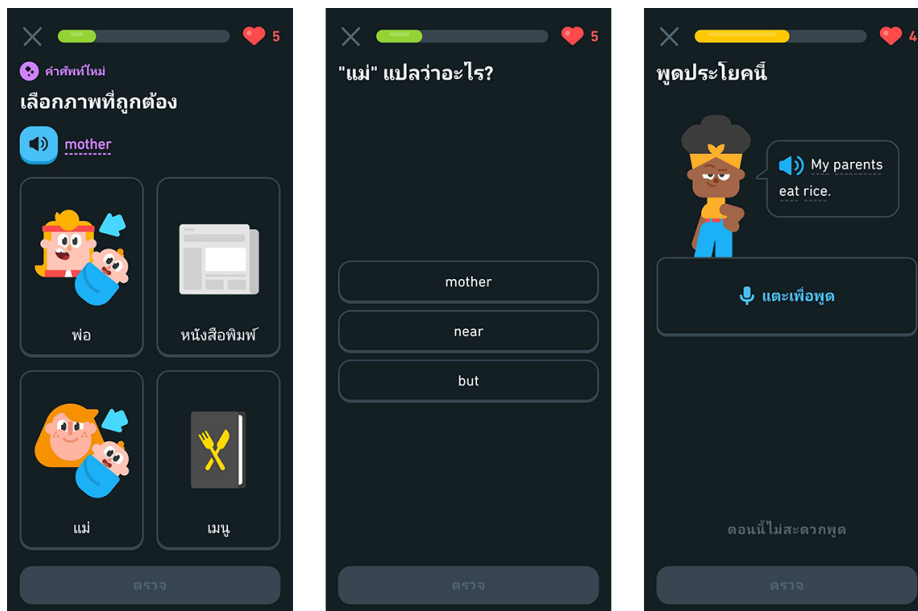 5
คำศัพท์ใหม่
เลือกภาพที่ถูกต้อง
mother
พ่อ
หนังสือพิมพ์
แม่
เมนู
ตรวจ
5
"แม่" แปลว่าอะไร?
mother
near
but
ตรวจ
4
พูดประโยคนี้
My parents
eat rice.
แตะเพื่อพูด
ตอนนี้ไม่สะดวกพูด
ตรวจ